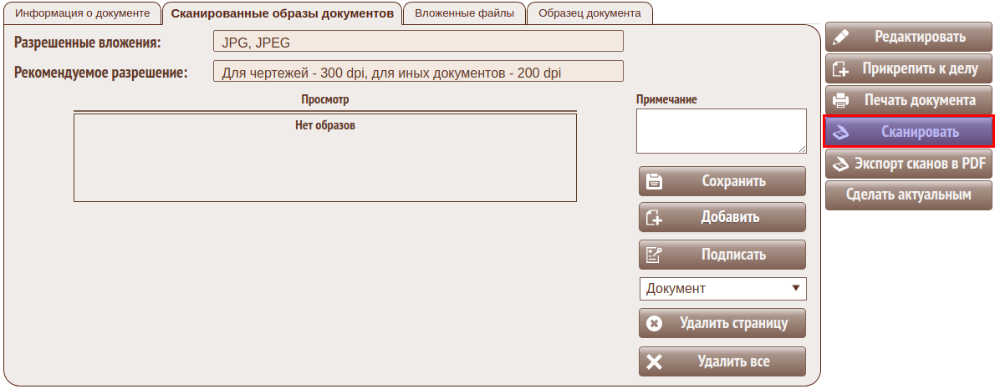 Информация о документе
Сканированные образы документов
Вложенные файлы
Образец документа
Разрешенные вложения:
JPG, JPEG
Рекомендуемое разрешение:
Для чертежей - 300 dpi, для иных документов - 200 dpi
Просмотр
Нет образов
Примечание
Сохранить
Добавить
Подписать
Документ
Удалить страницу
Удалить все
Редактировать
Прикрепить к делу
Печать документа
Сканировать
Экспорт сканов в PDF
Сделать актуальным